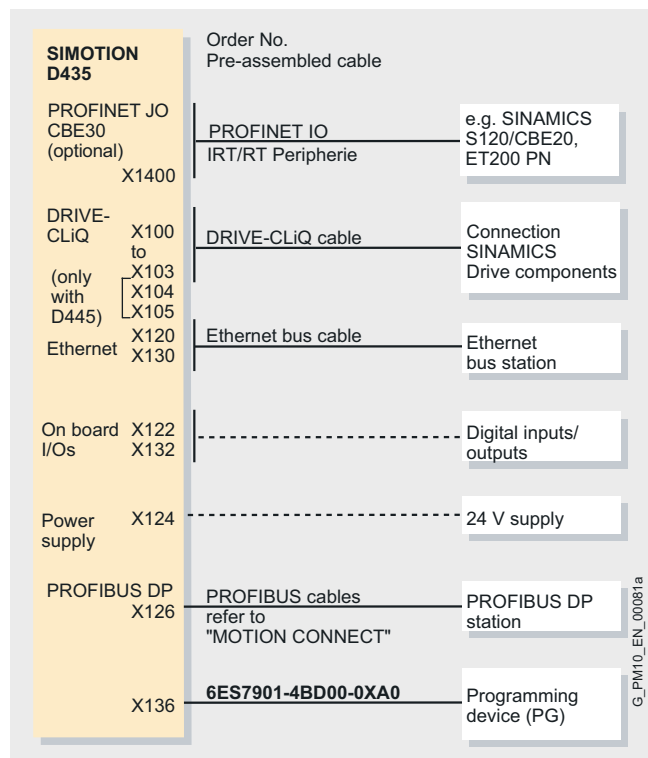 SIMOTION
D435
Order No.
Pre-assembled cable
PROFINET JO
CBE30
(optional)
X1400
PROFINET IO
IRT/RT Peripherie
e.g. SINAMICS
S120/CBE20,
ET200 PN
DRIVE-
CLiQ
X100
to
X103
X104
X105
(only
with
D445)
DRIVE-CLiQ cable
Connection
SINAMICS
Drive components
Ethernet
X120
X130
Ethernet bus cable
Ethernet
bus station
On board
I/Os
X122
X132
Digital inputs/
outputs
Power
supply
X124
24 V supply
PROFIBUS DP
X126
PROFIBUS cables
refer to
"MOTION CONNECT"
PROFIBUS DP
station
X136
6ES7901-4BD00-0XA0
Programming
device (PG)
G_PM10_EN_00081a